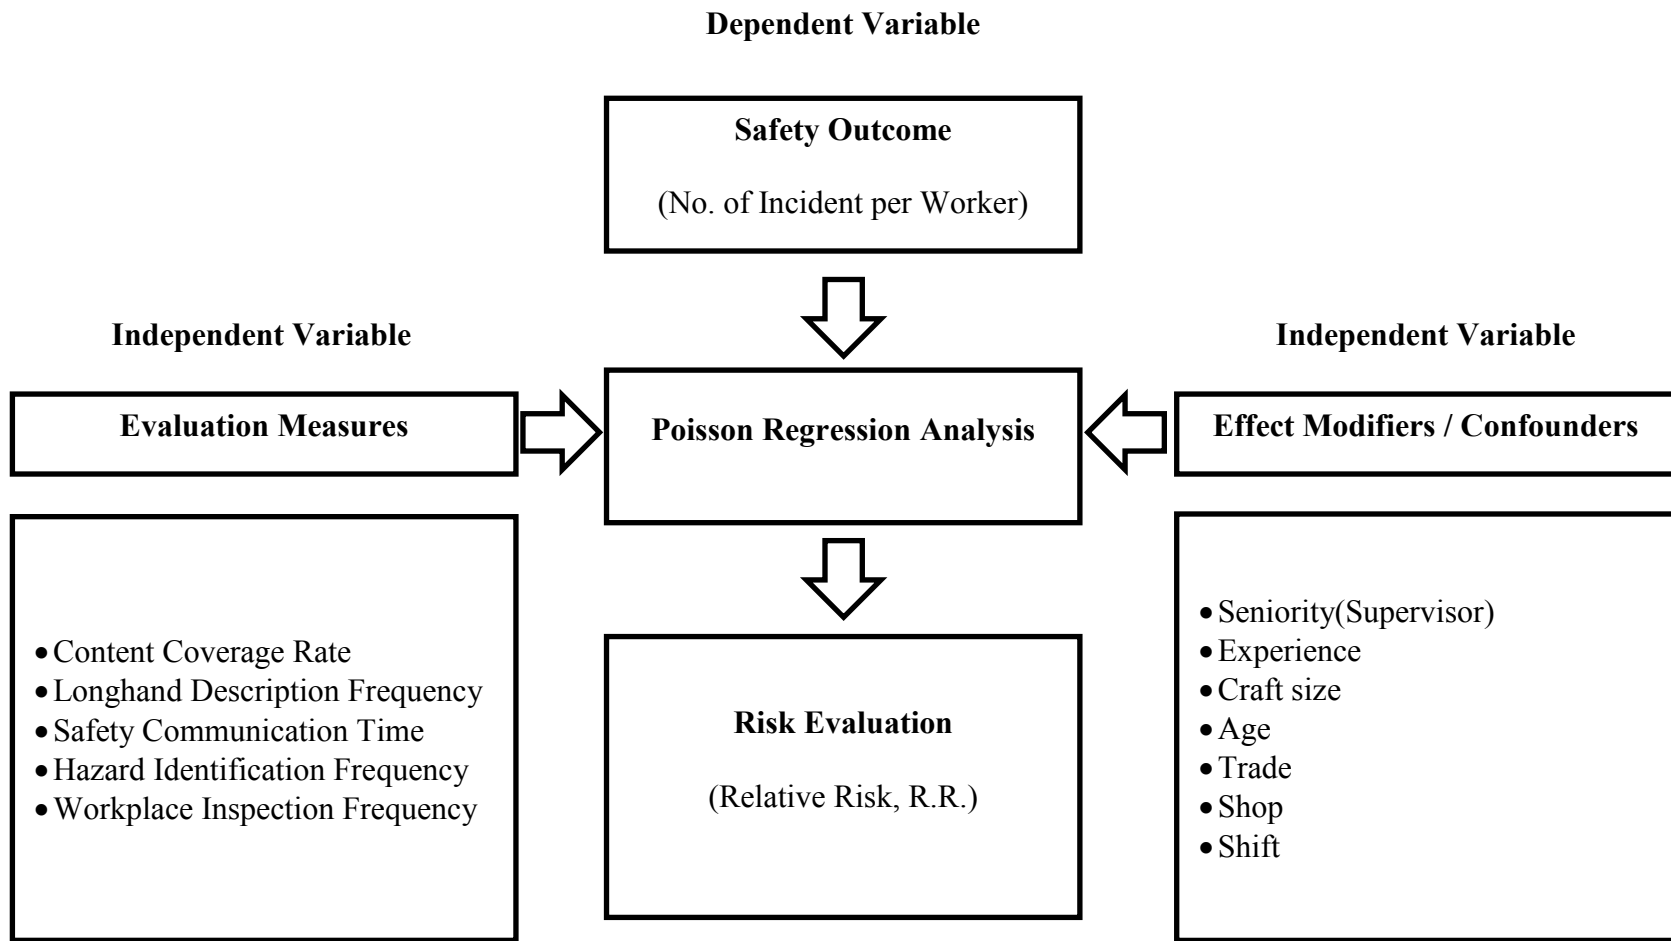 Dependent Variable
Safety Outcome
(No. of Incident per Worker)
Independent Variable
Independent Variable
Evaluation Measures
Poisson Regression Analysis
Effect Modifiers / Confounders
• Content Coverage Rate
• Longhand Description Frequency
• Safety Communication Time
• Hazard Identification Frequency
• Workplace Inspection Frequency
Risk Evaluation
(Relative Risk, R.R.)
• Seniority(Supervisor)
• Experience
• Craft size
• Age
• Trade
• Shop
• Shift